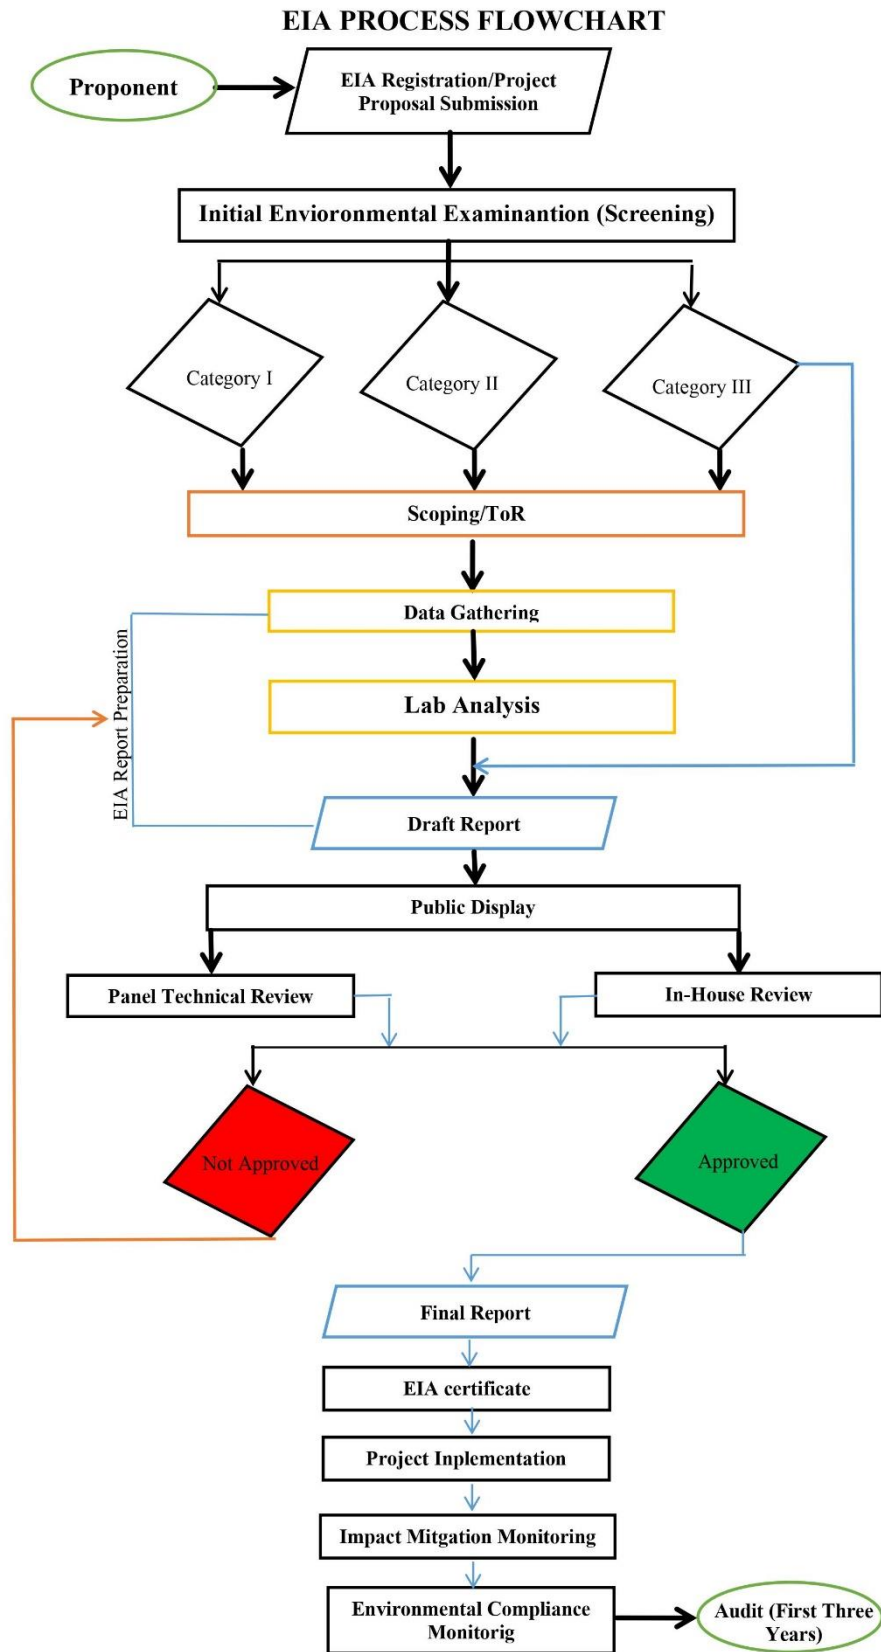 EIA PROCESS FLOWCHART
Proponent
EIA Registration/Project
Proposal Submission
Initial Envioronmental Examinantion (Screening)
Category I
Category II
Category III
Scoping/ToR
Data Gathering
EIA Report Preparation
Lab Analysis
Draft Report
Public Display
Panel Technical Review
In-House Review
Not Approved
Approved
Final Report
EIA certificate
Project Inplementation
Impact Mitgation Monitoring
Environmental Compliance
Monitorig
Audit (First Three
Years)